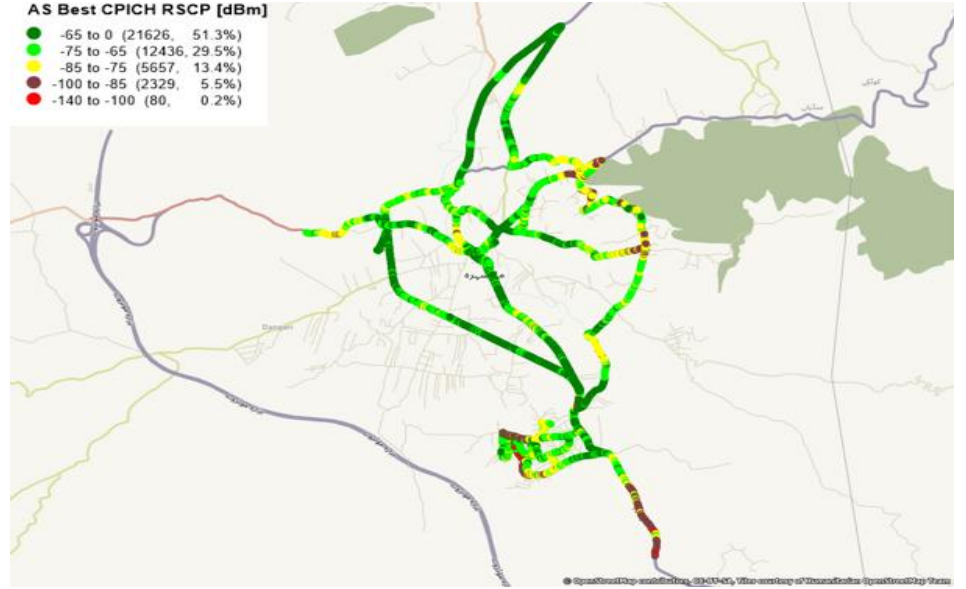 AS Best CPICH RSCP [dBm]
-65 to 0 (21626, 51.3%)
-75 to -65 (12436, 29.5%)
-85 to -75 (5657, 13.4%)
-100 to -85 (2329, 5.5%)
-140 to -100 (80, 0.2%)
© OpenStreetMap contributors, CC-BY-SA, Tiles courtesy of Humanitarian OpenStreetMap Team